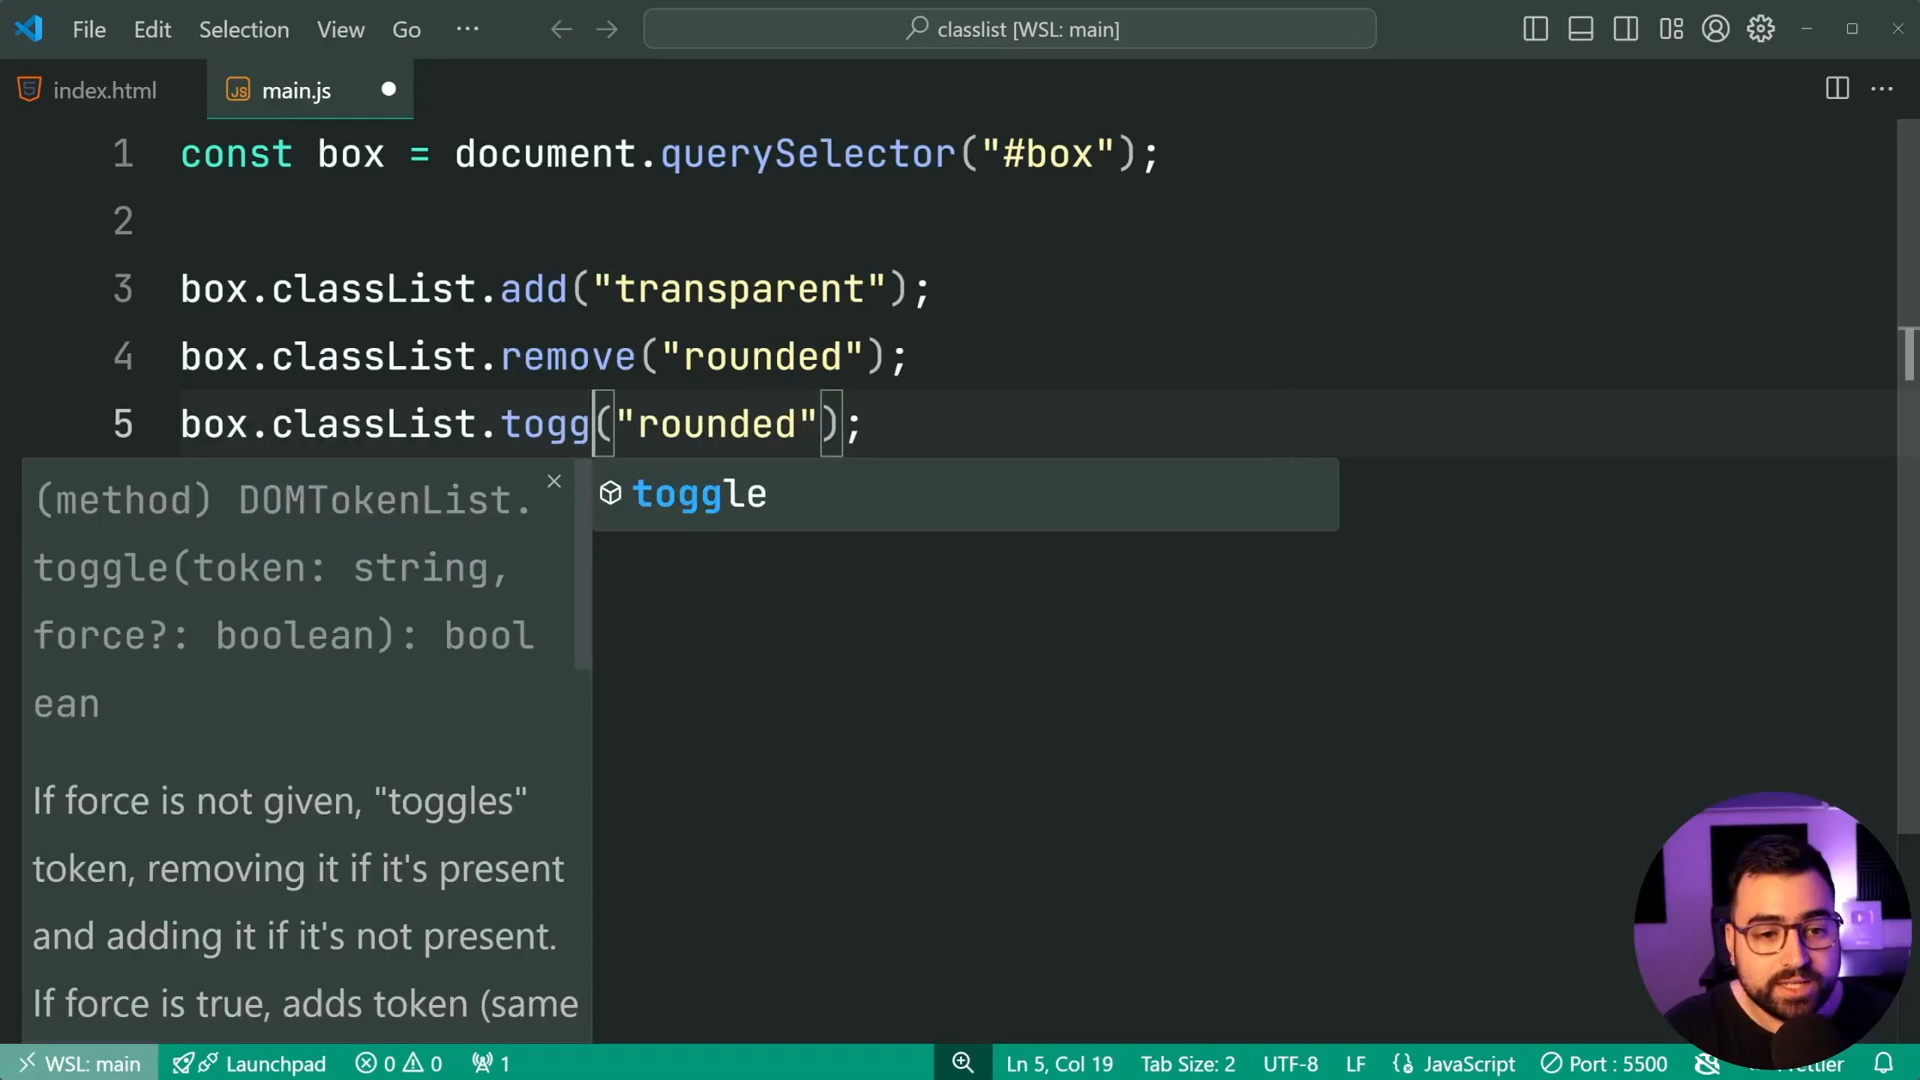 File Edit Selection View Go ··· classlist [WSL: main]
index.html JS main.js
1 const box = document.querySelector("#box");
2
3 box.classList.add("transparent");
4 box.classList.remove("rounded");
5 box.classList.togg("rounded");
toggle
(method) DOMTokenList.
toggle(token: string,
force?: boolean): bool
ean
If force is not given, "toggles"
token, removing it if it's present
and adding it if it's not present.
If force is true, adds token (same
WSL: main Launchpad 0 0 1 Ln 5, Col 19 Tab Size: 2 UTF-8 LF JavaScript Port : 5500